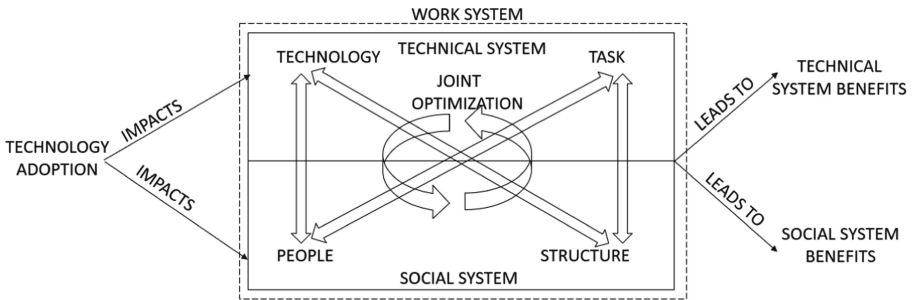 WORK SYSTEM
TECHNICAL SYSTEM
TECHNOLOGY
TASK
JOINT
OPTIMIZATION
PEOPLE
STRUCTURE
SOCIAL SYSTEM
TECHNOLOGY
ADOPTION
IMPACTS
IMPACTS
LEADS TO
LEADS TO
TECHNICAL
SYSTEM BENEFITS
SOCIAL SYSTEM
BENEFITS